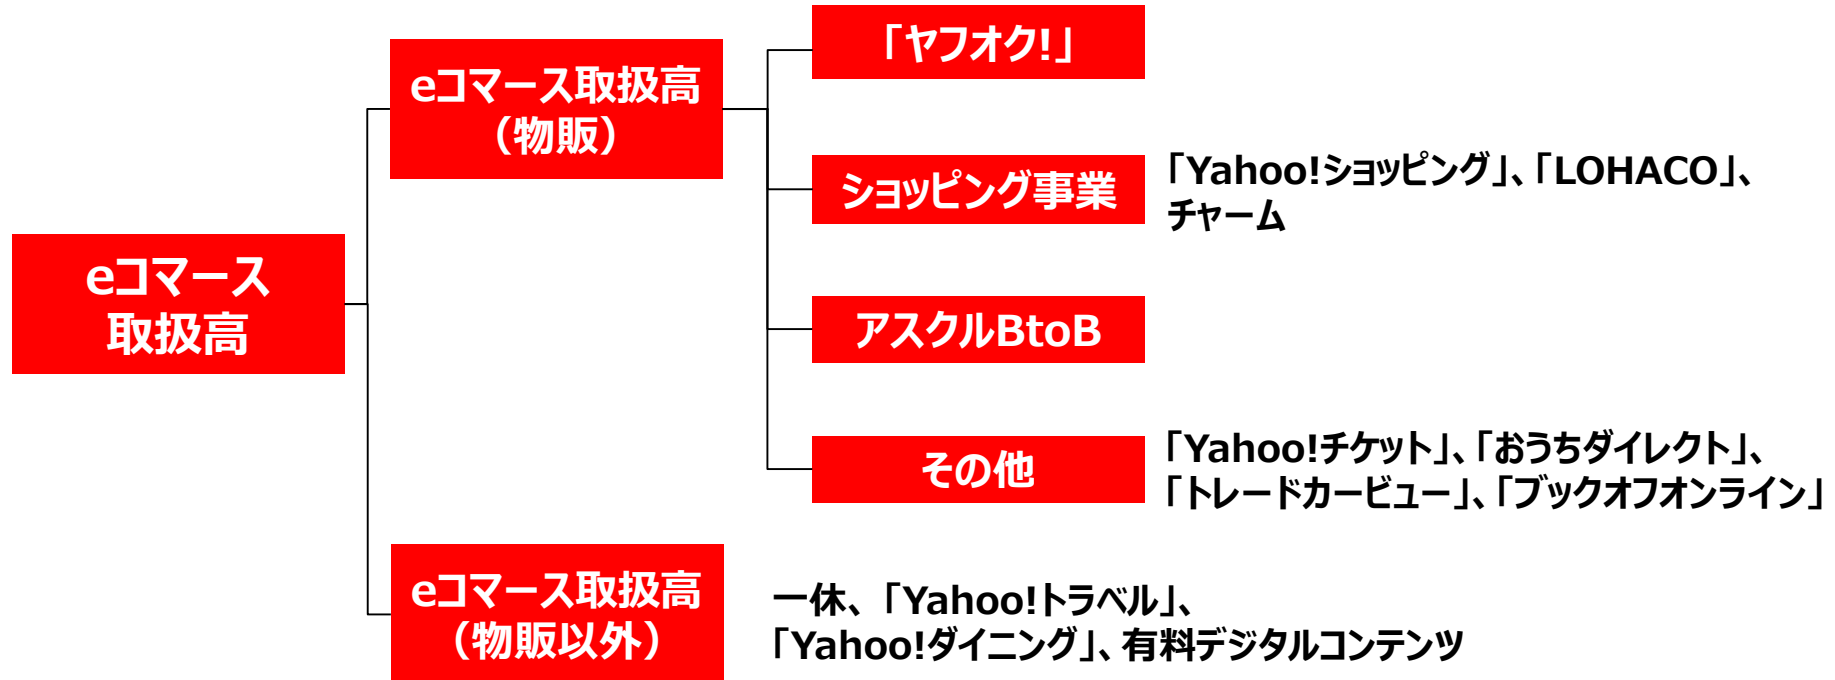 eコマース
取扱高
eコマース取扱高
（物販）
「ヤフオク!」
ショッピング事業
「Yahoo!ショッピング」、「LOHACO」、
チャーム
アスクルBtoB
その他
「Yahoo!チケット」、「おうちダイレクト」、
「トレードカービュー」、「ブックオフオンライン」
eコマース取扱高
（物販以外）
一休、「Yahoo!トラベル」、
「Yahoo!ダイニング」、有料デジタルコンテンツ